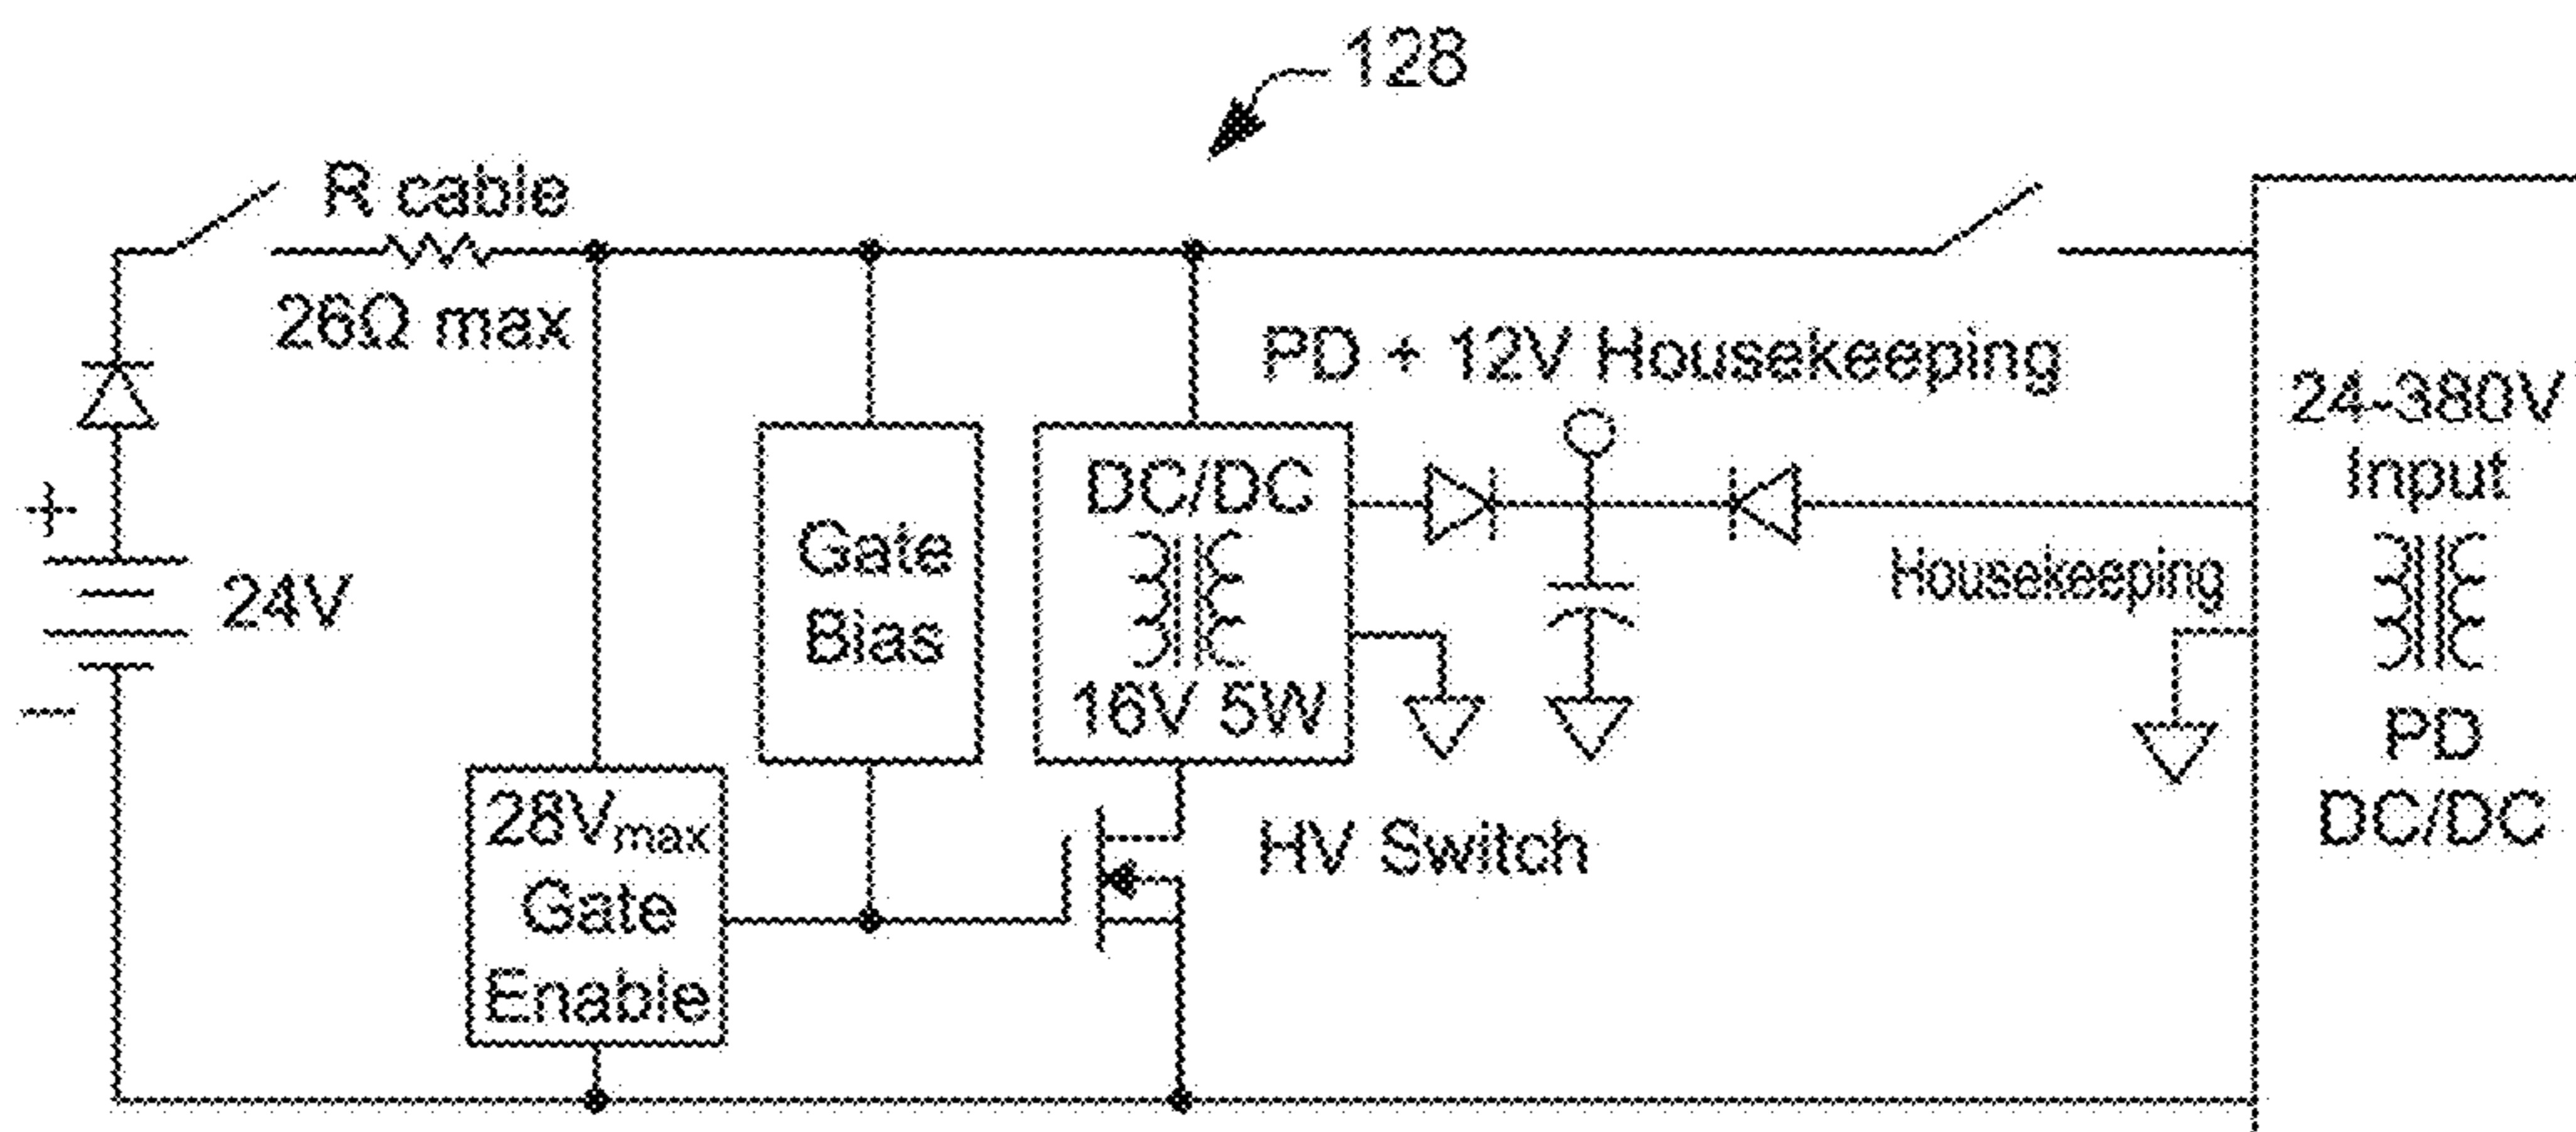 128
R cable
26Ω max
PD + 12V Housekeeping
24-380V
Input
DC/DC
Gate
Bias
+
24V
Housekeeping
16V 5W
PD
DC/DC
28Vmax
Gate
Enable
HV Switch
-